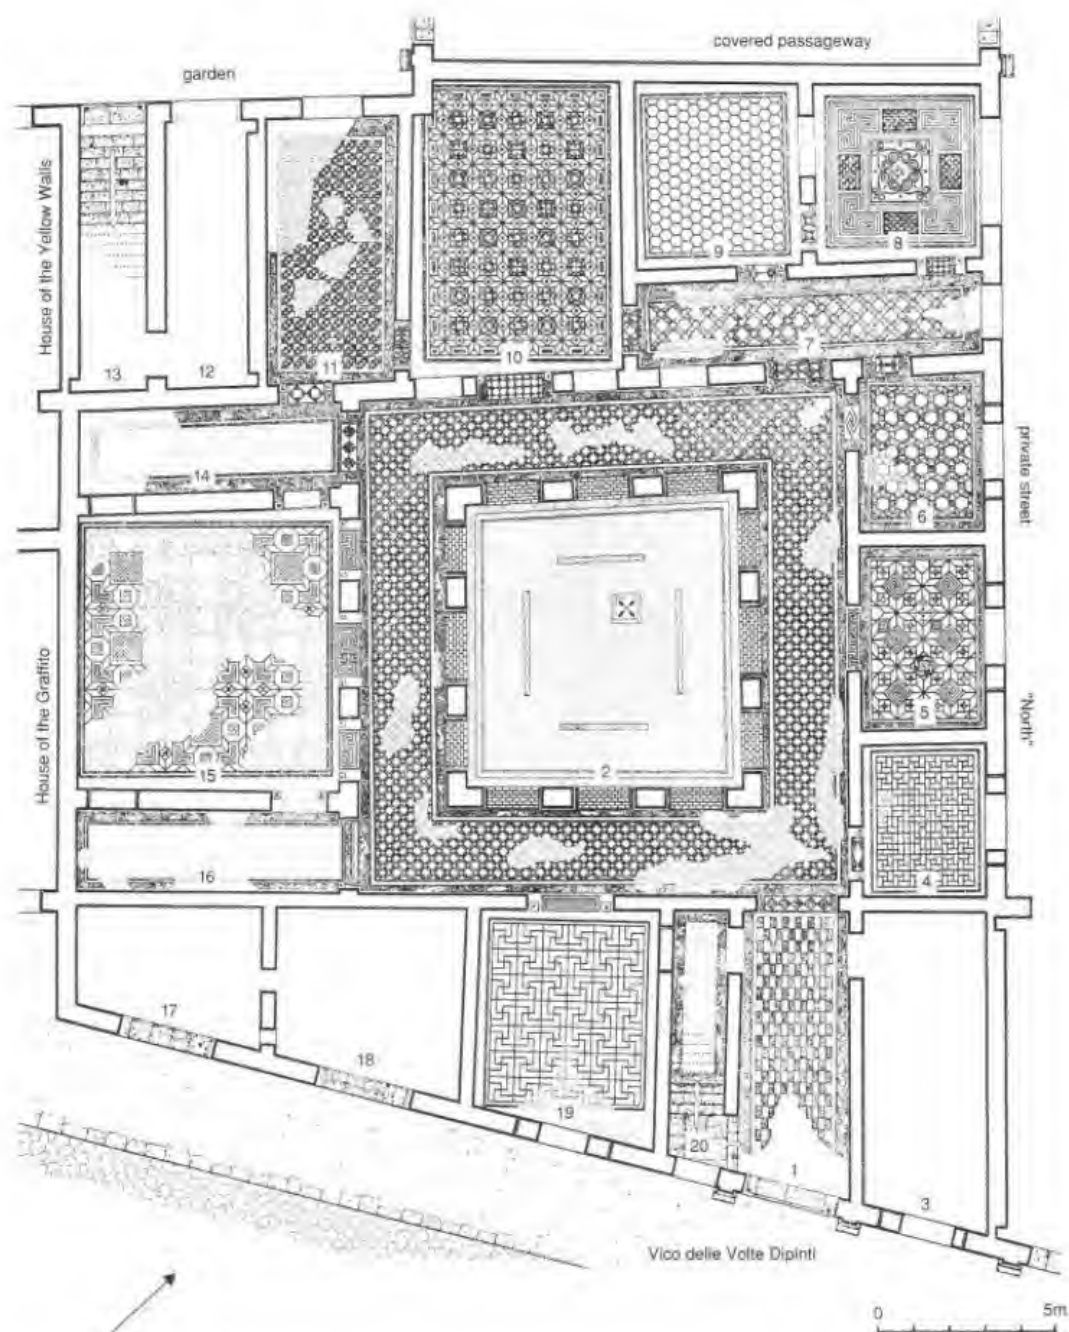 covered passageway
garden
House of the Yellow Walls
9
8
7
10
11
13
12
14
6
private street
"North"
5
15
House of the Graffito
2
4
16
17
18
19
20
1
3
Vico delle Volte Dipinti
0
5m